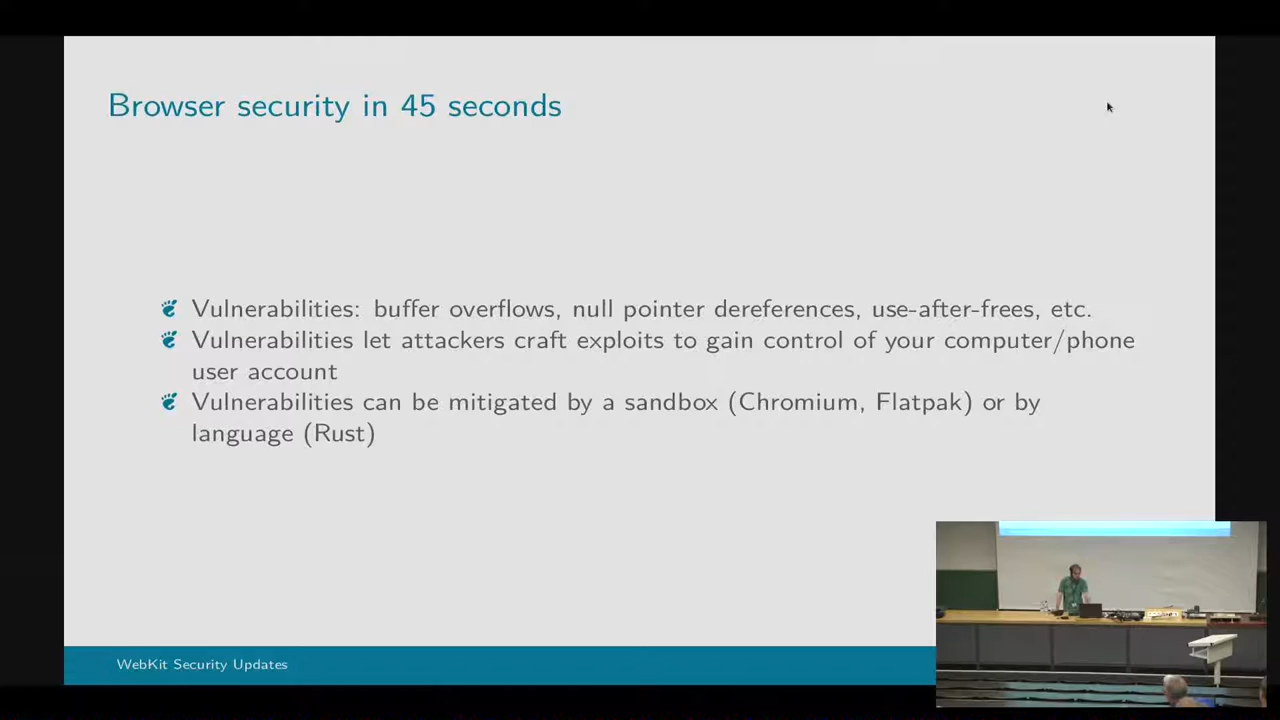 Browser security in 45 seconds
Vulnerabilities: buffer overflows, null pointer dereferences, use-after-frees, etc.
Vulnerabilities let attackers craft exploits to gain control of your computer/phone
user account
Vulnerabilities can be mitigated by a sandbox (Chromium, Flatpak) or by
language (Rust)
WebKit Security Updates